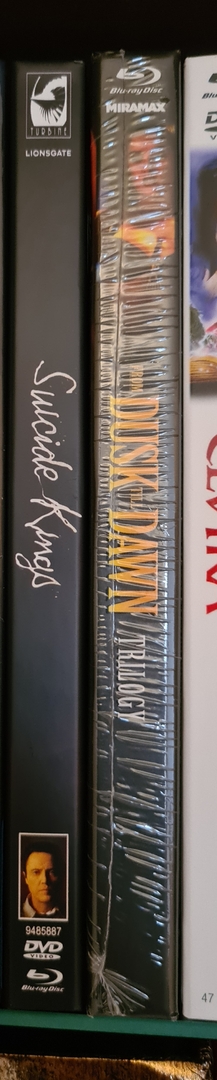 TURBINE
LIONSGATE
Suicide Kings
9485887
DVD
VIDEO
Blu-ray Disc
Blu-ray Disc
MIRAMAX
FROM
DUSK
TILL
DAWN
TRILOGY
47